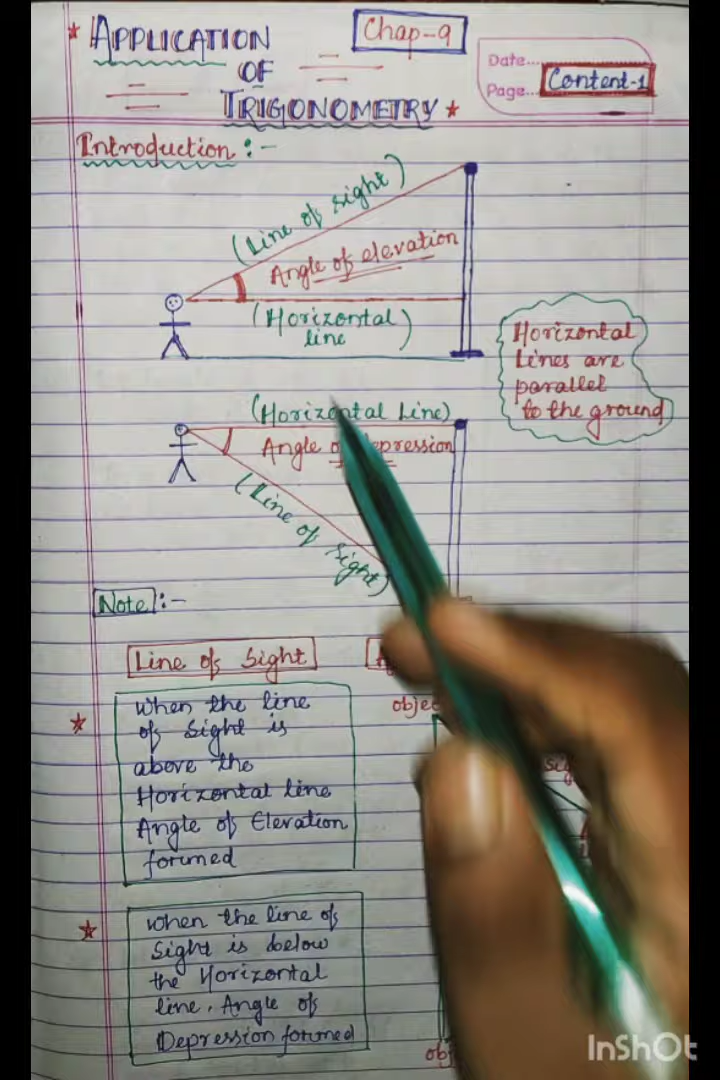 Chap-9
★ APPLICATION
OF
TRIGONOMETRY ★
Date......
Page... Content-1
Introduction :-
(Line of sight)
Angle of elevation
(Horizontal
line)
Horizontal
Lines are
parallel
to the ground
(Horizontal Line)
Angle of depression
(Line of sight)
Note :-
Line of Sight
When the line
of sight is
above the
Horizontal line
Angle of Elevation
formed
When the line of
sight is below
the Horizontal
line, Angle of
Depression formed
InShOt